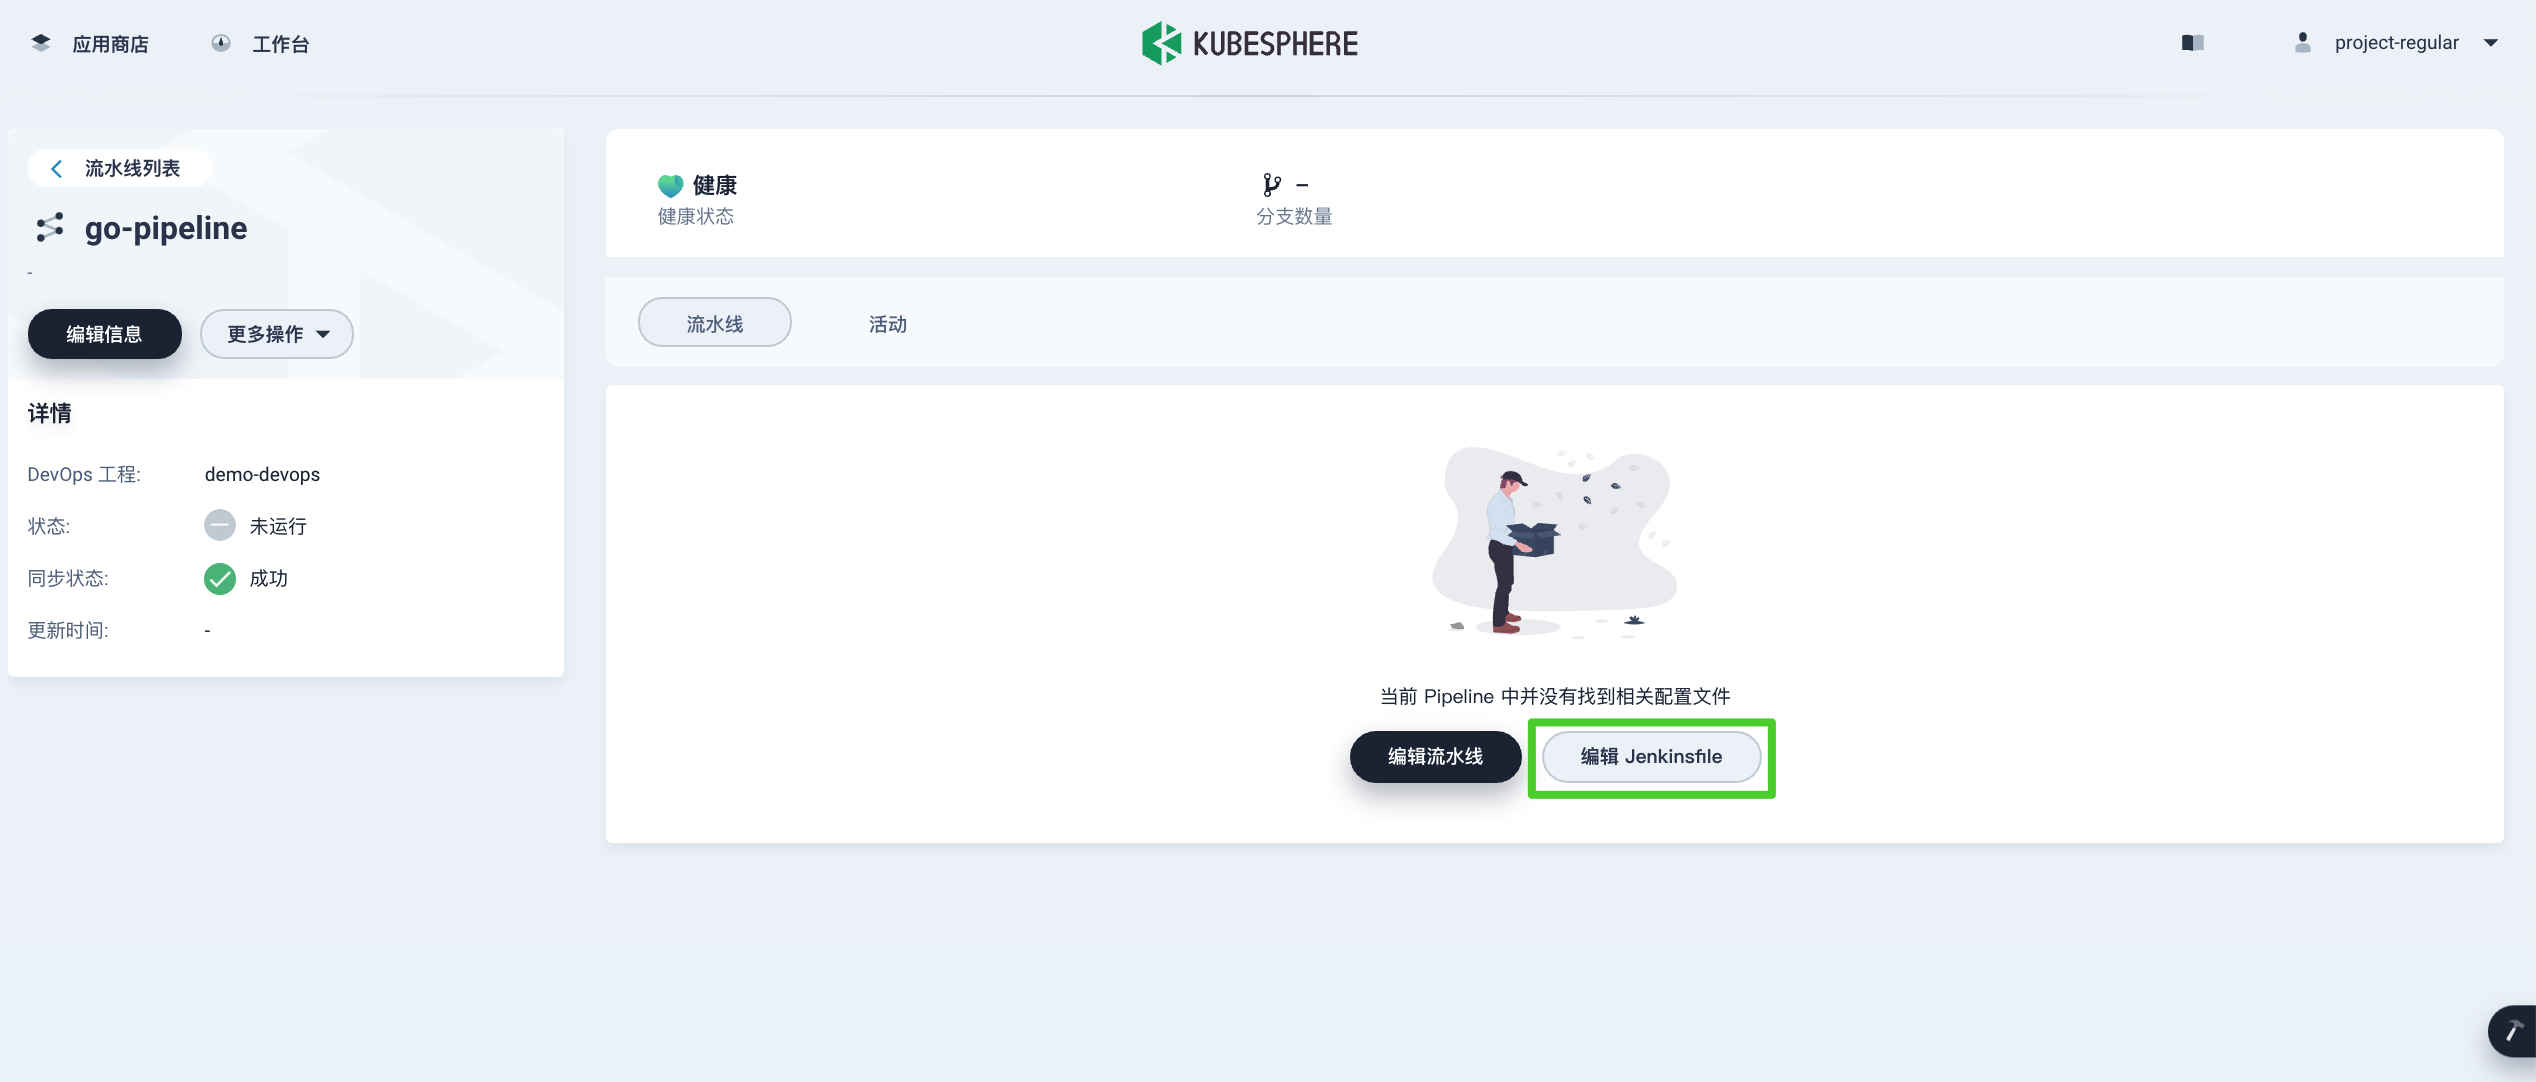 应用商店
工作台
KUBESPHERE
project-regular
流水线列表
go-pipeline
-
编辑信息
更多操作
详情
DevOps 工程: demo-devops
状态: 未运行
同步状态: 成功
更新时间: -
健康
健康状态
–
分支数量
流水线
活动
当前 Pipeline 中并没有找到相关配置文件
编辑流水线
编辑 Jenkinsfile